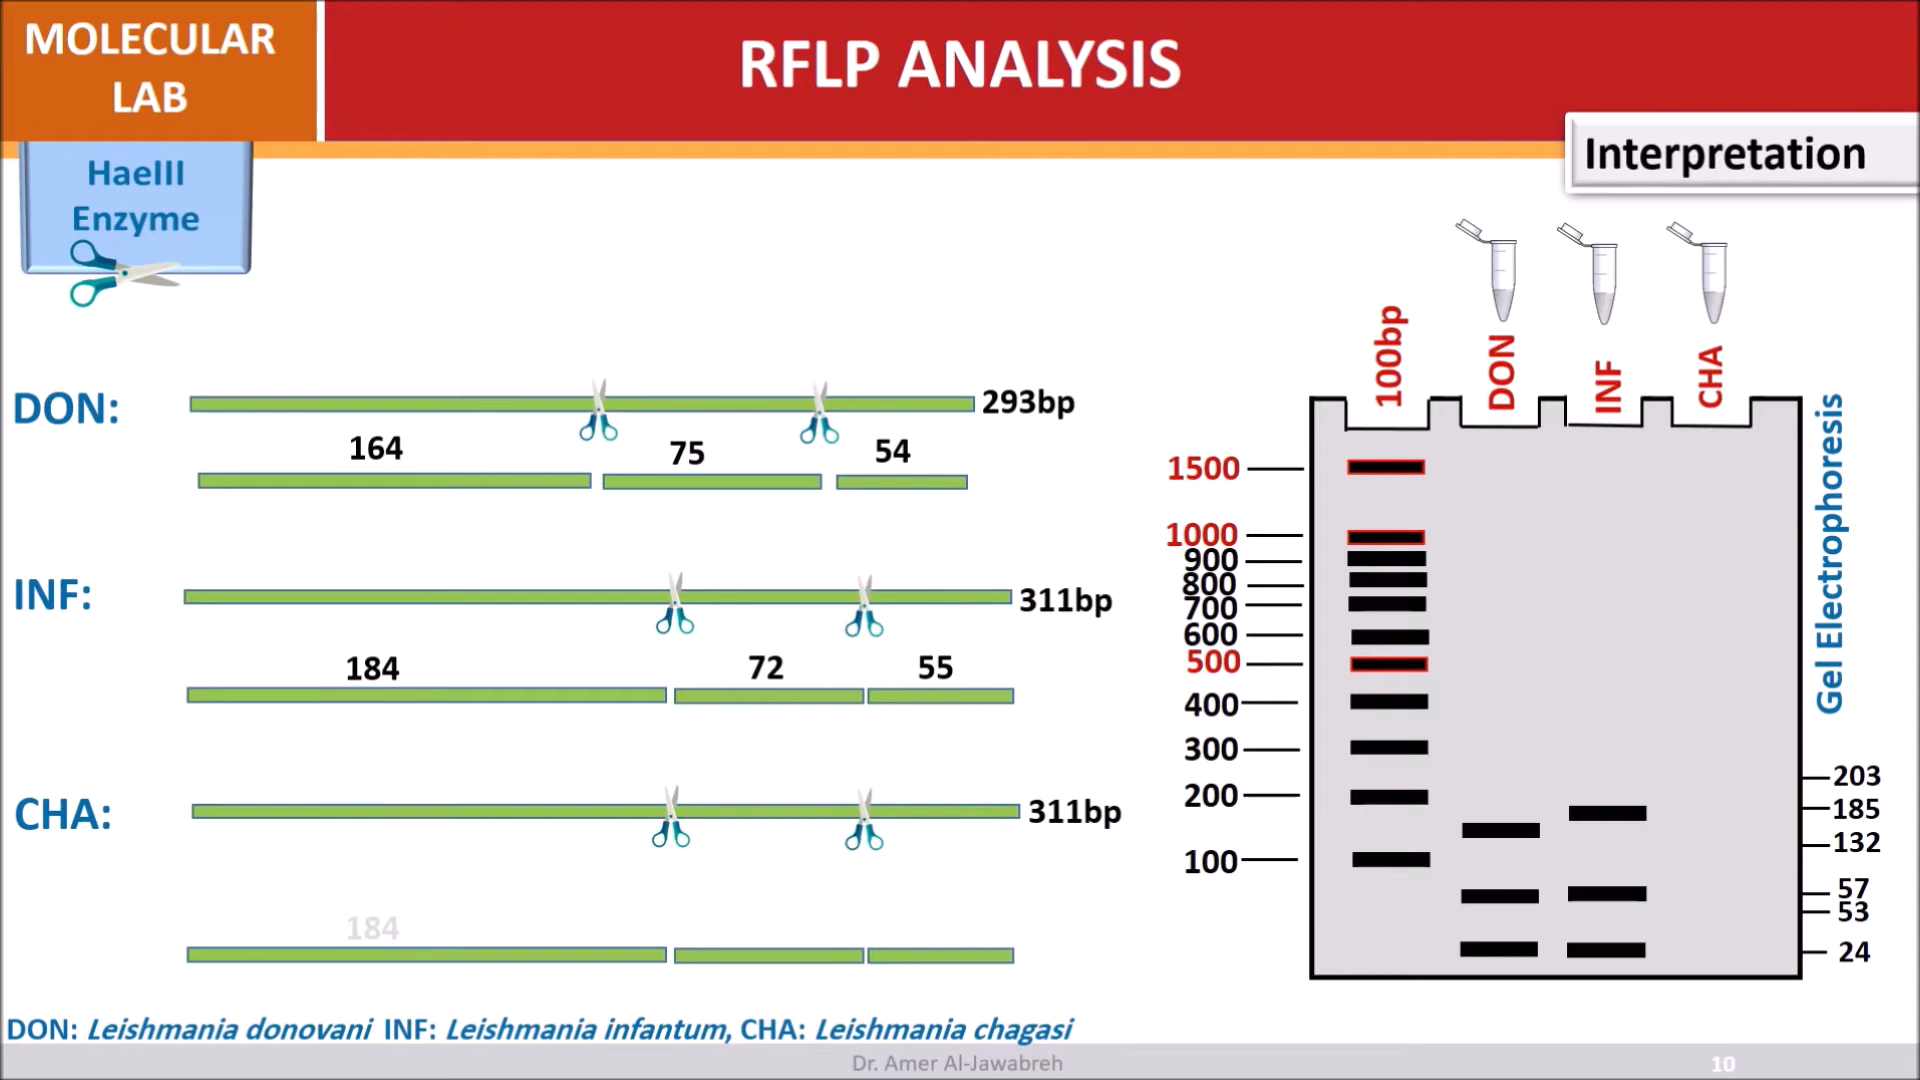 MOLECULAR
LAB
RFLP ANALYSIS
Interpretation
HaeIII
Enzyme
DON:
293bp
164
75
54
INF:
311bp
184
72
55
CHA:
311bp
184
100bp
DON
INF
CHA
1500
1000
900
800
700
600
500
400
300
200
100
Gel Electrophoresis
203
185
132
57
53
24
DON: Leishmania donovani INF: Leishmania infantum, CHA: Leishmania chagasi
Dr. Amer Al-Jawabreh
10